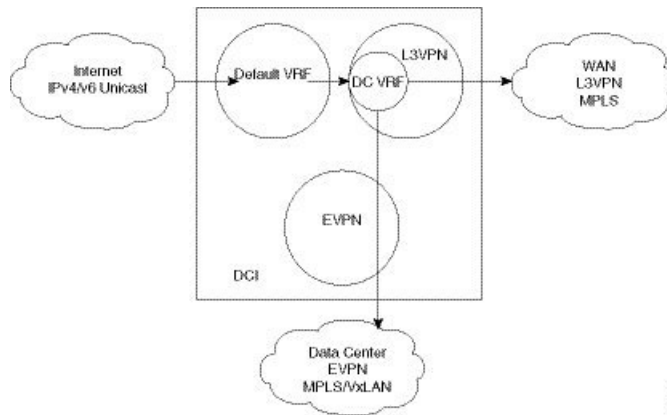 Internet
IPv4/v6 Unicast
Default VRF
L3VPN
DC VRF
WAN
L3VPN
MPLS
EVPN
DCI
Data Center
EVPN
MPLS/VxLAN